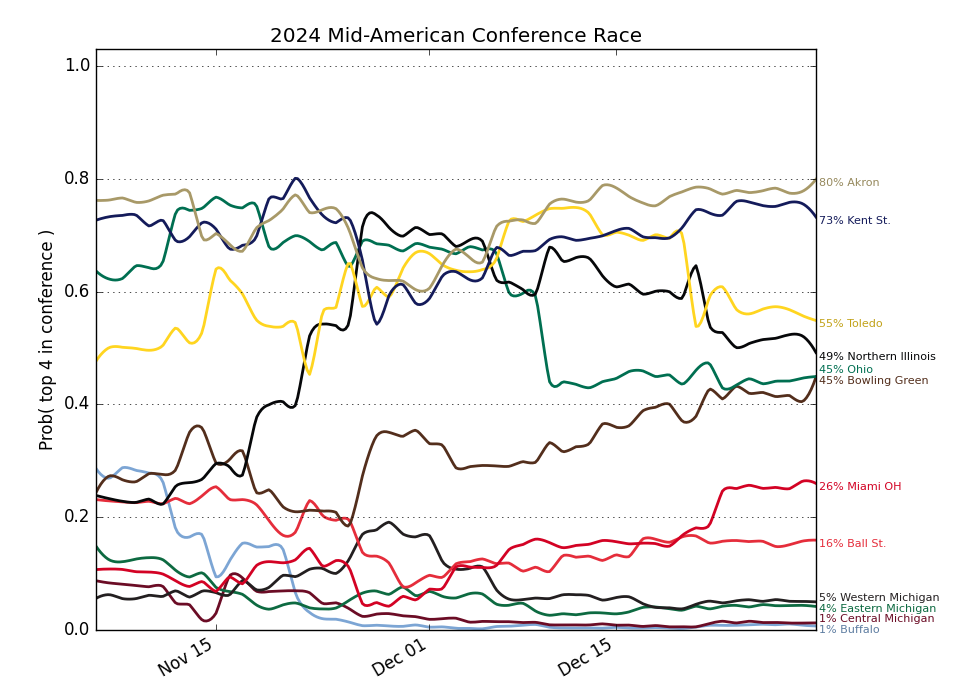 2024 Mid-American Conference Race
Prob( top 4 in conference )
1.0
0.8
0.6
0.4
0.2
0.0
Nov 15
Dec 01
Dec 15
80% Akron
73% Kent St.
55% Toledo
49% Northern Illinois
45% Ohio
45% Bowling Green
26% Miami OH
16% Ball St.
5% Western Michigan
4% Eastern Michigan
1% Central Michigan
1% Buffalo